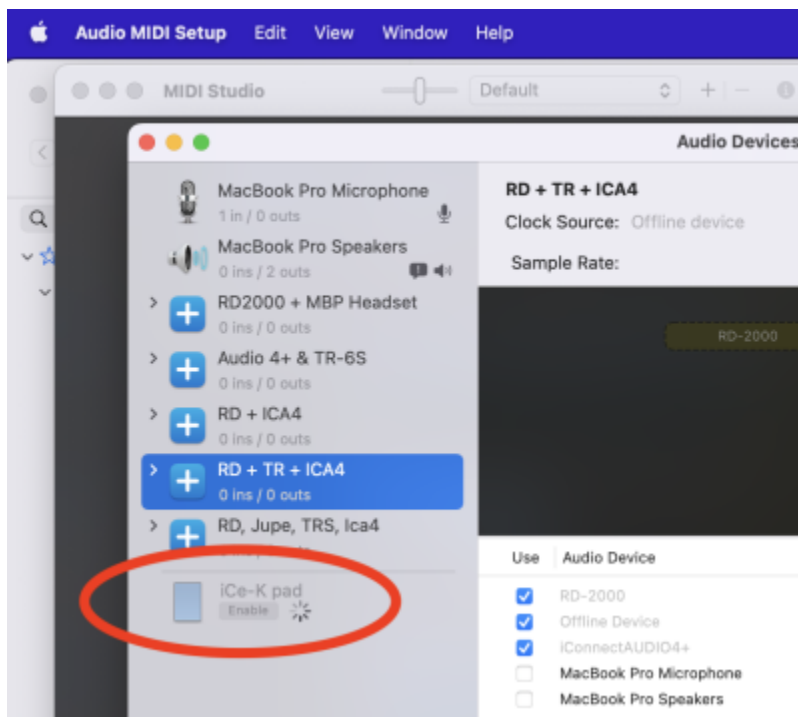 Audio MIDI Setup Edit View Window Help
MIDI Studio Default
Audio Devices
MacBook Pro Microphone
1 in / 0 outs
MacBook Pro Speakers
0 ins / 2 outs
RD2000 + MBP Headset
0 ins / 0 outs
Audio 4+ & TR-6S
0 ins / 0 outs
RD + ICA4
0 ins / 0 outs
RD + TR + ICA4
0 ins / 0 outs
RD, Jupe, TRS, Ica4
iCe-K pad
Enable
RD + TR + ICA4
Clock Source: Offline device
Sample Rate:
RD-2000
Use Audio Device
RD-2000
Offline Device
iConnectAUDIO4+
MacBook Pro Microphone
MacBook Pro Speakers